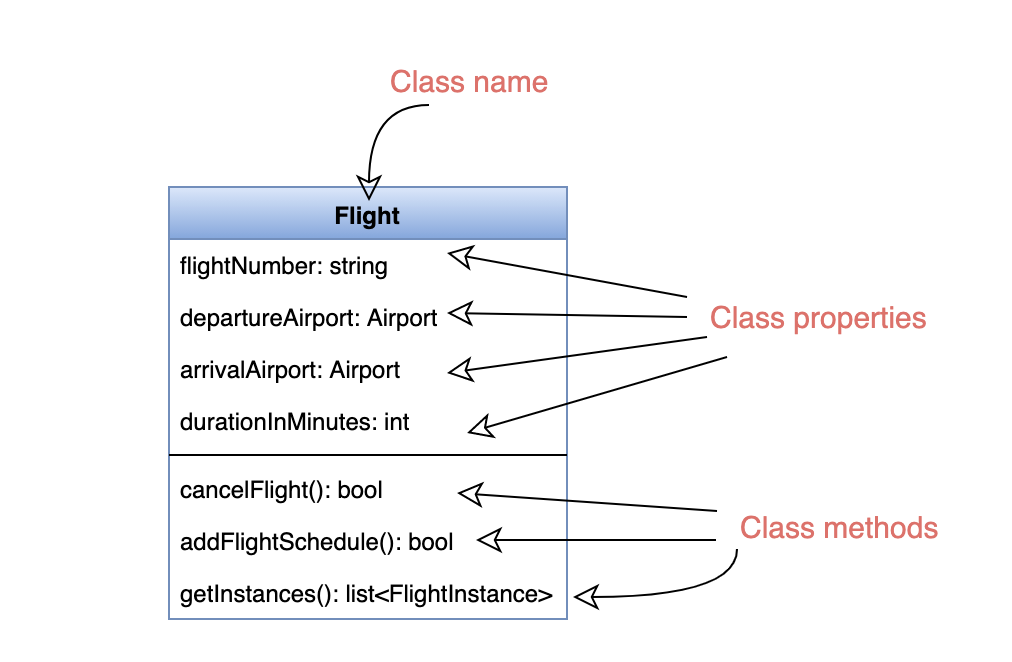 Class name
Flight
flightNumber: string
departureAirport: Airport
arrivalAirport: Airport
durationInMinutes: int
Class properties
cancelFlight(): bool
addFlightSchedule(): bool
getInstances(): list<FlightInstance>
Class methods